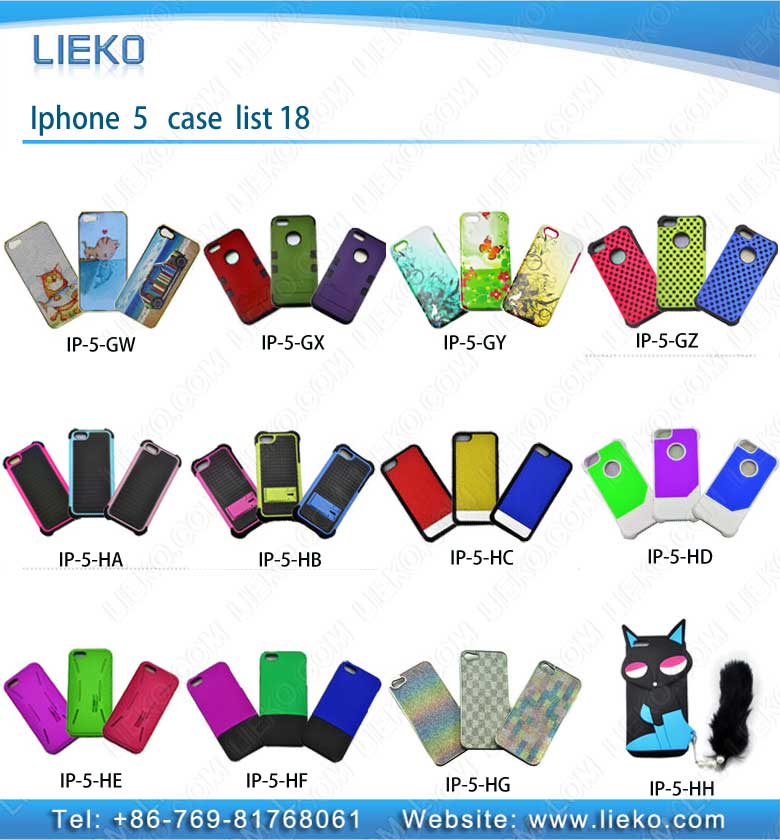 LIEKO
Iphone 5 case list 18
IP-5-GW IP-5-GX IP-5-GY IP-5-GZ
IP-5-HA IP-5-HB IP-5-HC IP-5-HD
IP-5-HE IP-5-HF IP-5-HG IP-5-HH
Tel: +86-769-81768061 Website: www.lieko.com